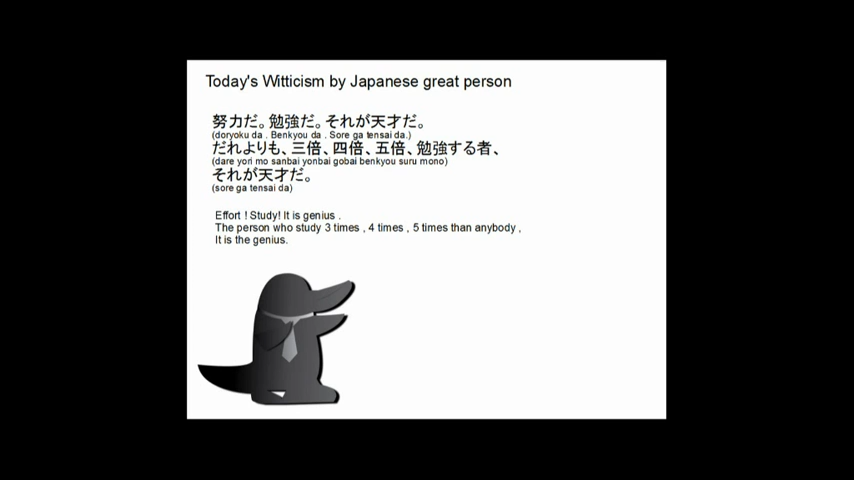 Today's Witticism by Japanese great person
努力だ。勉強だ。それが天才だ。
(doryoku da . Benkyou da . Sore ga tensai da.)
だれよりも、三倍、四倍、五倍、勉強する者、
(dare yori mo sanbai yonbai gobai benkyou suru mono)
それが天才だ。
(sore ga tensai da)
Effort ! Study! It is genius .
The person who study 3 times , 4 times , 5 times than anybody ,
It is the genius.